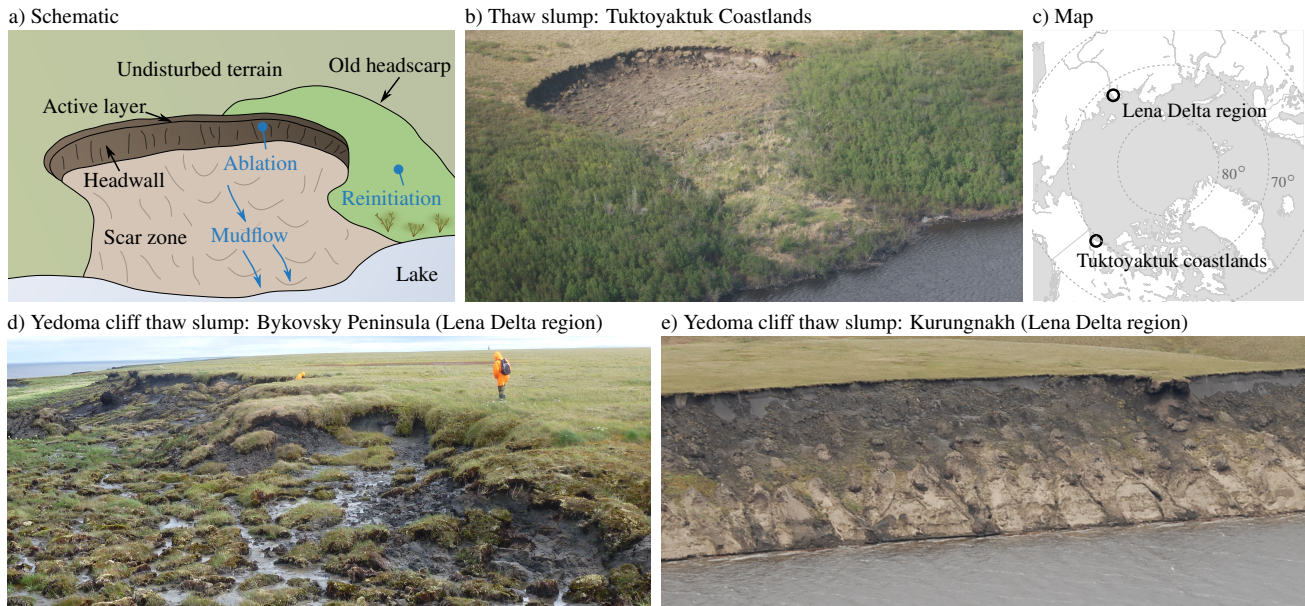 a) Schematic
Undisturbed terrain
Old headscarp
Active layer
Ablation
Headwall
Reinitiation
Scar zone
Mudflow
Lake
b) Thaw slump: Tuktoyaktuk Coastlands
c) Map
Lena Delta region
80°
70°
Tuktoyaktuk coastlands
d) Yedoma cliff thaw slump: Bykovsky Peninsula (Lena Delta region)
e) Yedoma cliff thaw slump: Kurungnakh (Lena Delta region)